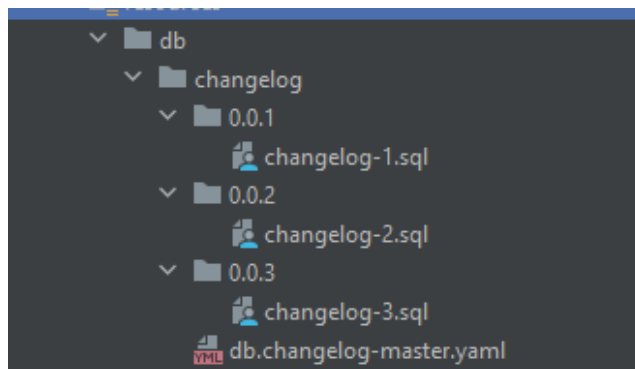 resources
db
changelog
0.0.1
changelog-1.sql
0.0.2
changelog-2.sql
0.0.3
changelog-3.sql
YML db.changelog-master.yaml